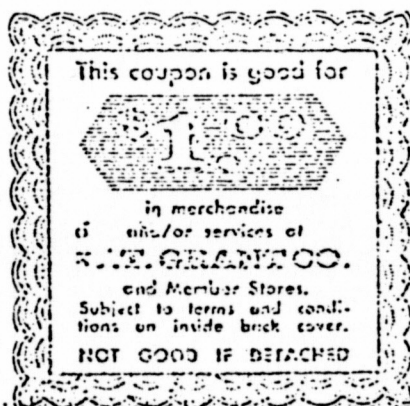 This coupon is good for
$1.00
in merchandise
and/or services at
W.T. GRANT CO.
and Member Stores.
Subject to terms and condi-
tions on inside back cover.
NOT GOOD IF DETACHED